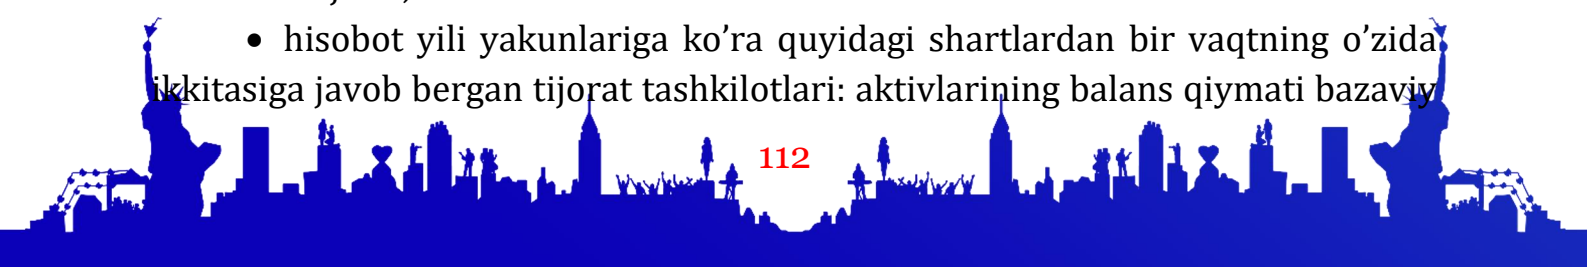 • hisobot yili yakunlariga ko’ra quyidagi shartlardan bir vaqtning o’zida
ikkitasiga javob bergan tijorat tashkilotlari: aktivlarining balans qiymati bazaviy
112